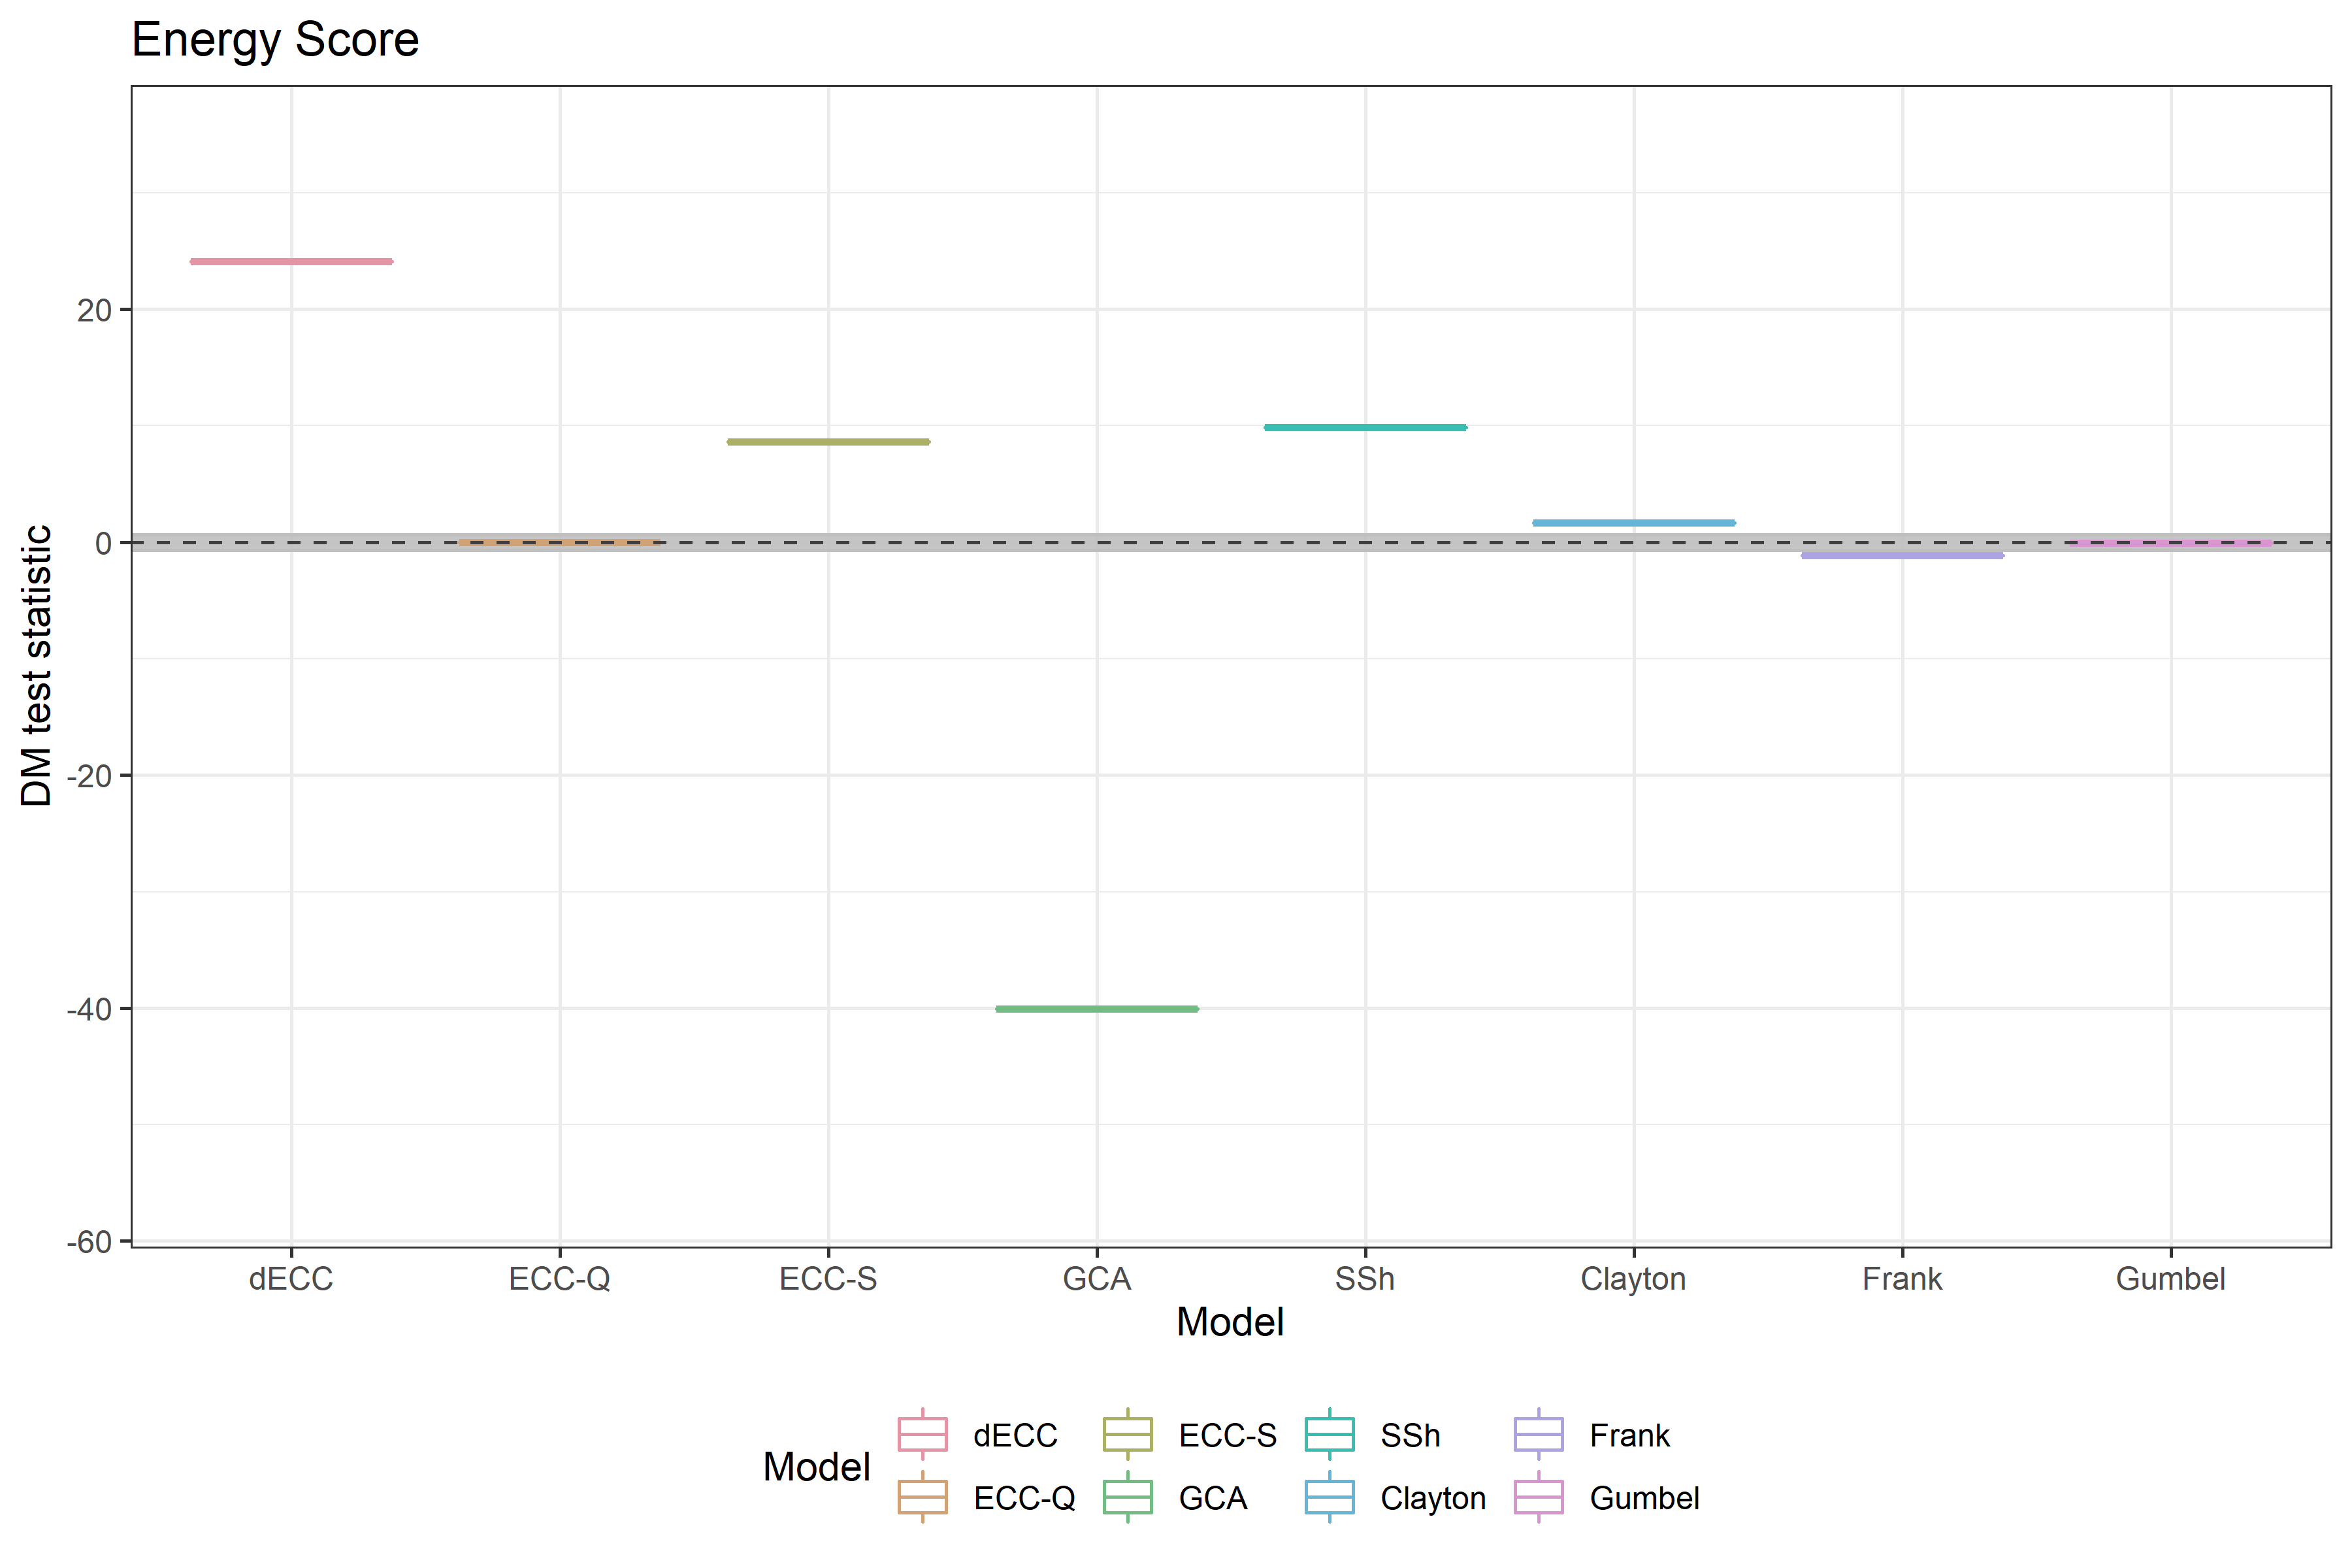 Energy Score
DM test statistic
20
0
-20
-40
-60
dECC ECC-Q ECC-S GCA SSh Clayton Frank Gumbel
Model
Model
dECC ECC-S SSh Frank
ECC-Q GCA Clayton Gumbel